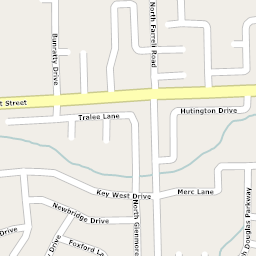 Bunratty Drive
North Farrell Road
t Street
Tralee Lane
Hutington Drive
Key West Drive
Merc Lane
Newbridge Drive
North Glenmore
h Douglas Parkway
Foxford L
y Drive